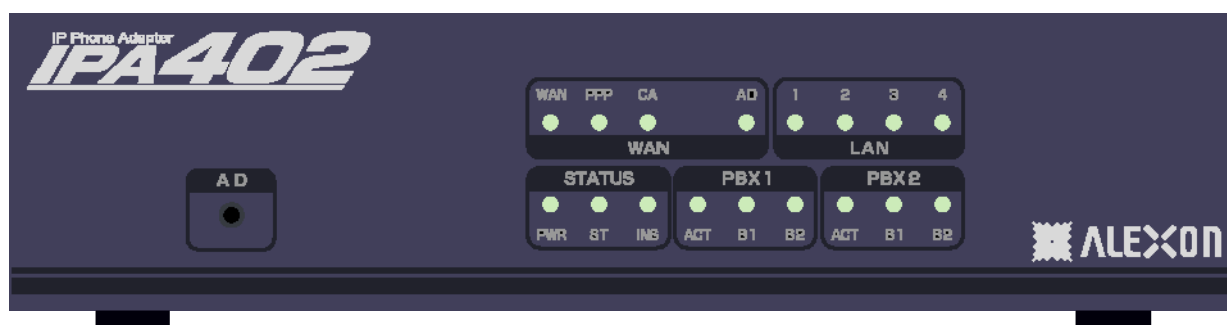 IP Phone Adapter
IPA402
WAN PPP CA AD 1 2 3 4
WAN LAN
AD
STATUS PBX1 PBX2
PWR ST INS ACT B1 B2 ACT B1 B2
ALEXON